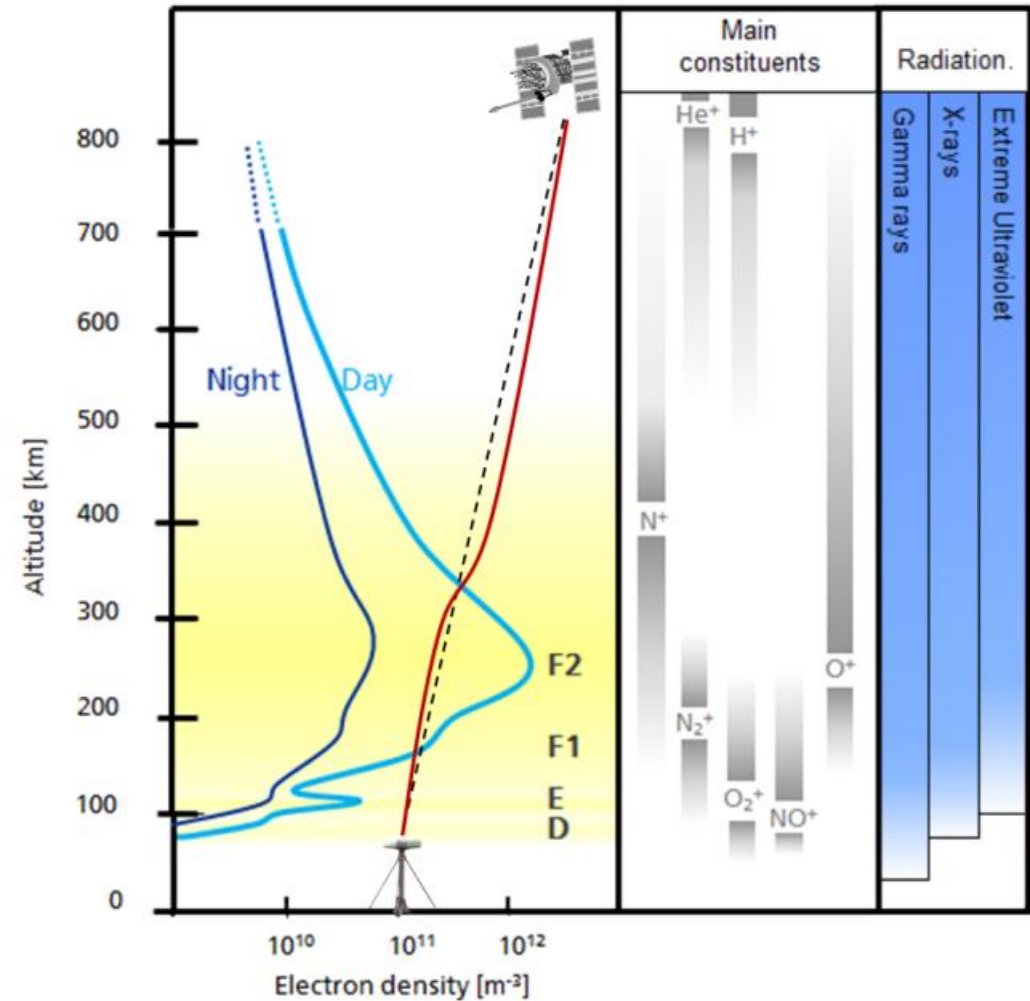 Main
constituents
Radiation.
He⁺
H⁺
Gamma rays
X-rays
Extreme Ultraviolet
800
700
600
Night
Day
500
Altitude [km]
400
N⁺
300
F2
O⁺
200
N₂⁺
F1
100
E
O₂⁺
D
NO⁺
0
10¹⁰
10¹¹
10¹²
Electron density [m⁻³]